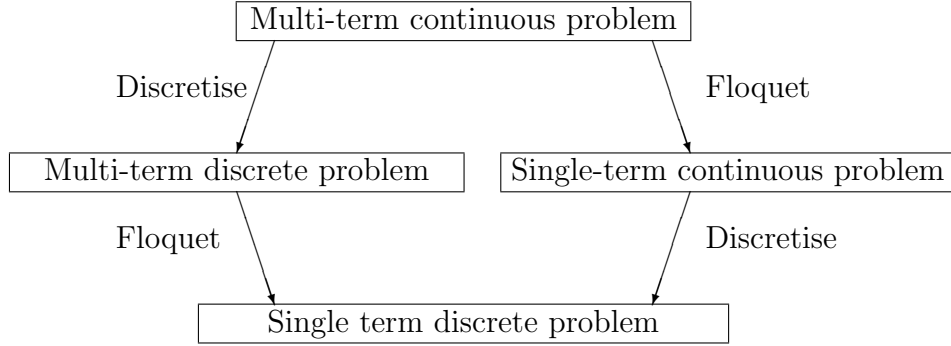 Multi-term continuous problem
Discretise
Floquet
Multi-term discrete problem
Single-term continuous problem
Floquet
Discretise
Single term discrete problem